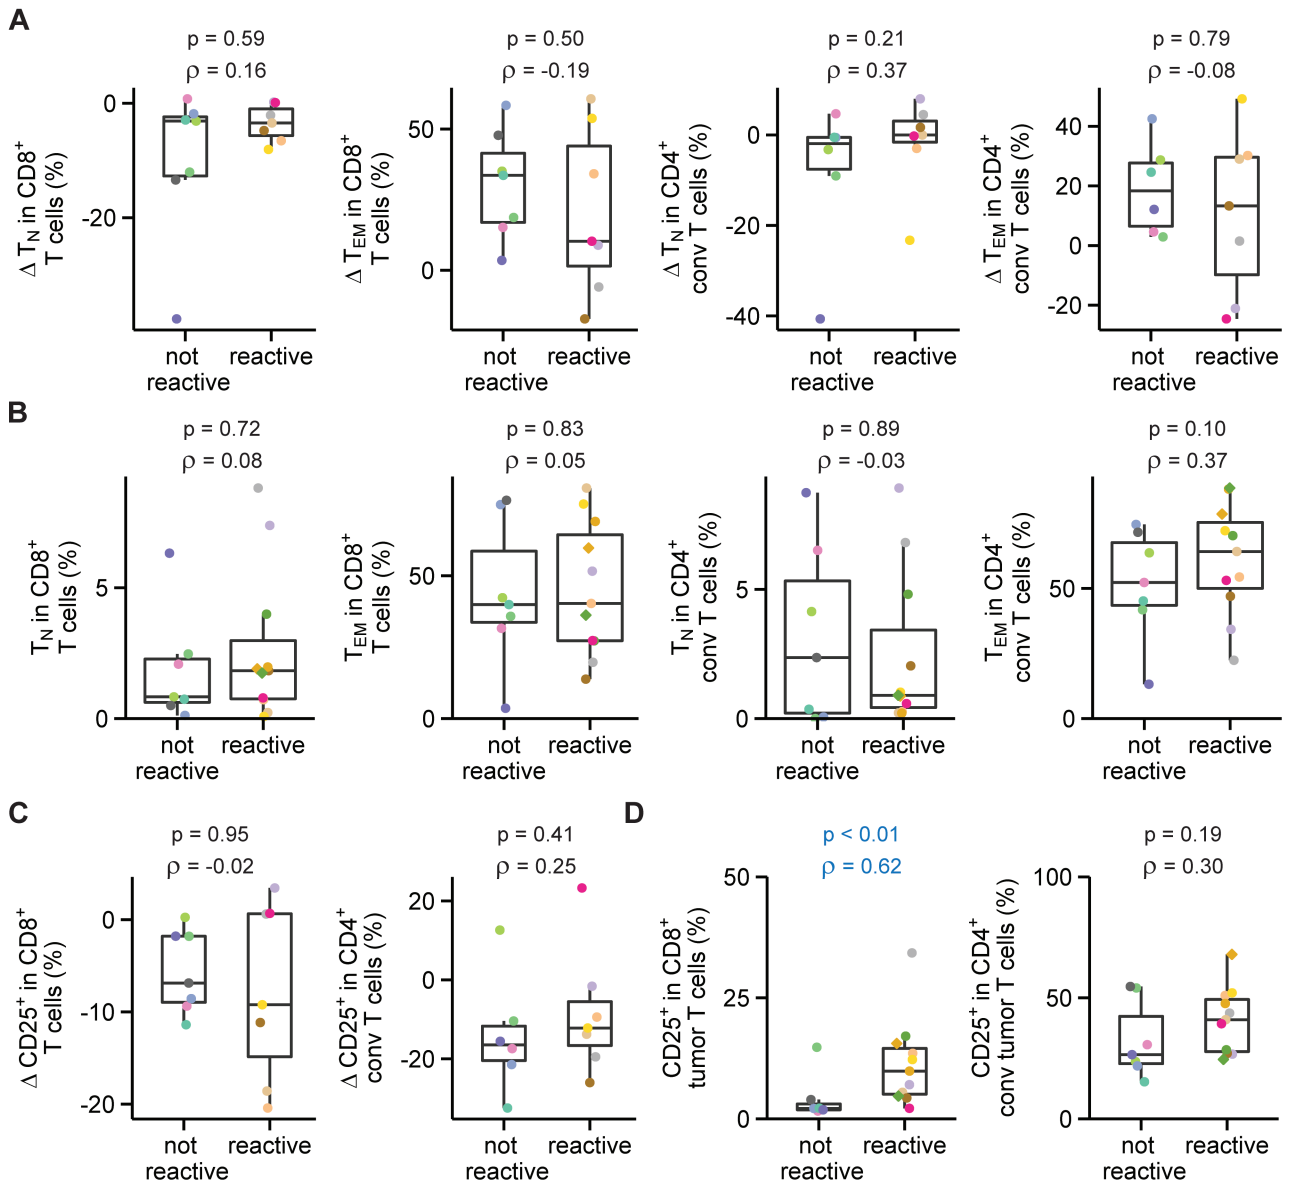 A
p = 0.59
ρ = 0.16
Δ T_N in CD8⁺
T cells (%)
0
-20
not
reactive
reactive
p = 0.50
ρ = -0.19
Δ T_EM in CD8⁺
T cells (%)
50
0
not
reactive
reactive
p = 0.21
ρ = 0.37
Δ T_N in CD4⁺
conv T cells (%)
0
-20
-40
not
reactive
reactive
p = 0.79
ρ = -0.08
Δ T_EM in CD4⁺
conv T cells (%)
40
20
0
-20
not
reactive
reactive
B
p = 0.72
ρ = 0.08
T_N in CD8⁺
T cells (%)
5
0
not
reactive
reactive
p = 0.83
ρ = 0.05
T_EM in CD8⁺
T cells (%)
50
0
not
reactive
reactive
p = 0.89
ρ = -0.03
T_N in CD4⁺
conv T cells (%)
5
0
not
reactive
reactive
p = 0.10
ρ = 0.37
T_EM in CD4⁺
conv T cells (%)
50
0
not
reactive
reactive
C
p = 0.95
ρ = -0.02
Δ CD25⁺ in CD8⁺
T cells (%)
0
-10
-20
not
reactive
reactive
p = 0.41
ρ = 0.25
Δ CD25⁺ in CD4⁺
conv T cells (%)
20
0
-20
not
reactive
reactive
D
p < 0.01
ρ = 0.62
CD25⁺ in CD8⁺
tumor T cells (%)
50
25
0
not
reactive
reactive
p = 0.19
ρ = 0.30
CD25⁺ in CD4⁺
conv tumor T cells (%)
100
50
0
not
reactive
reactive